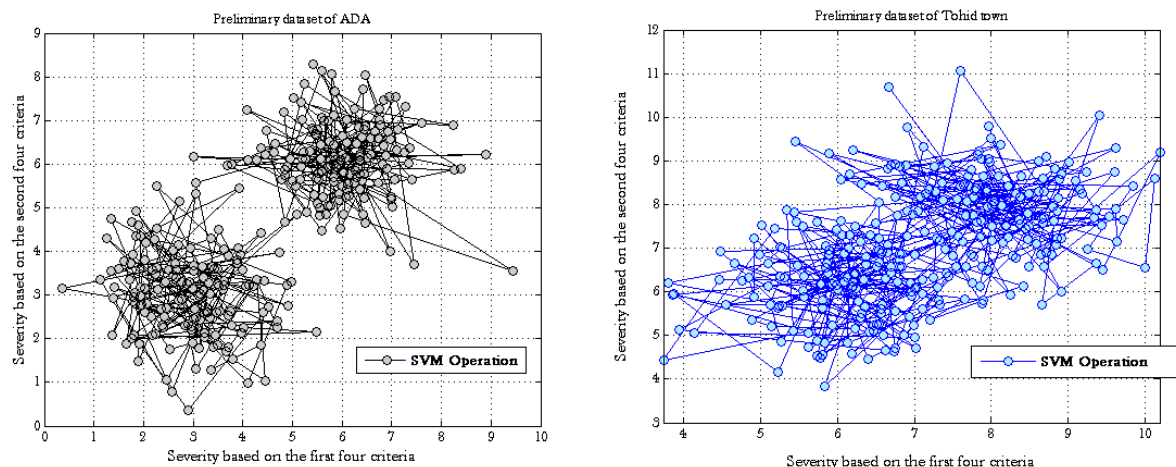 Preliminary dataset of ADA
9
8
7
6
5
4
3
2
1
0
Severity based on the second four criteria
SVM Operation
0 1 2 3 4 5 6 7 8 9 10
Severity based on the first four criteria
Preliminary dataset of Tohid town
12
11
10
9
8
7
6
5
4
3
Severity based on the second four criteria
SVM Operation
4 5 6 7 8 9 10
Severity based on the first four criteria